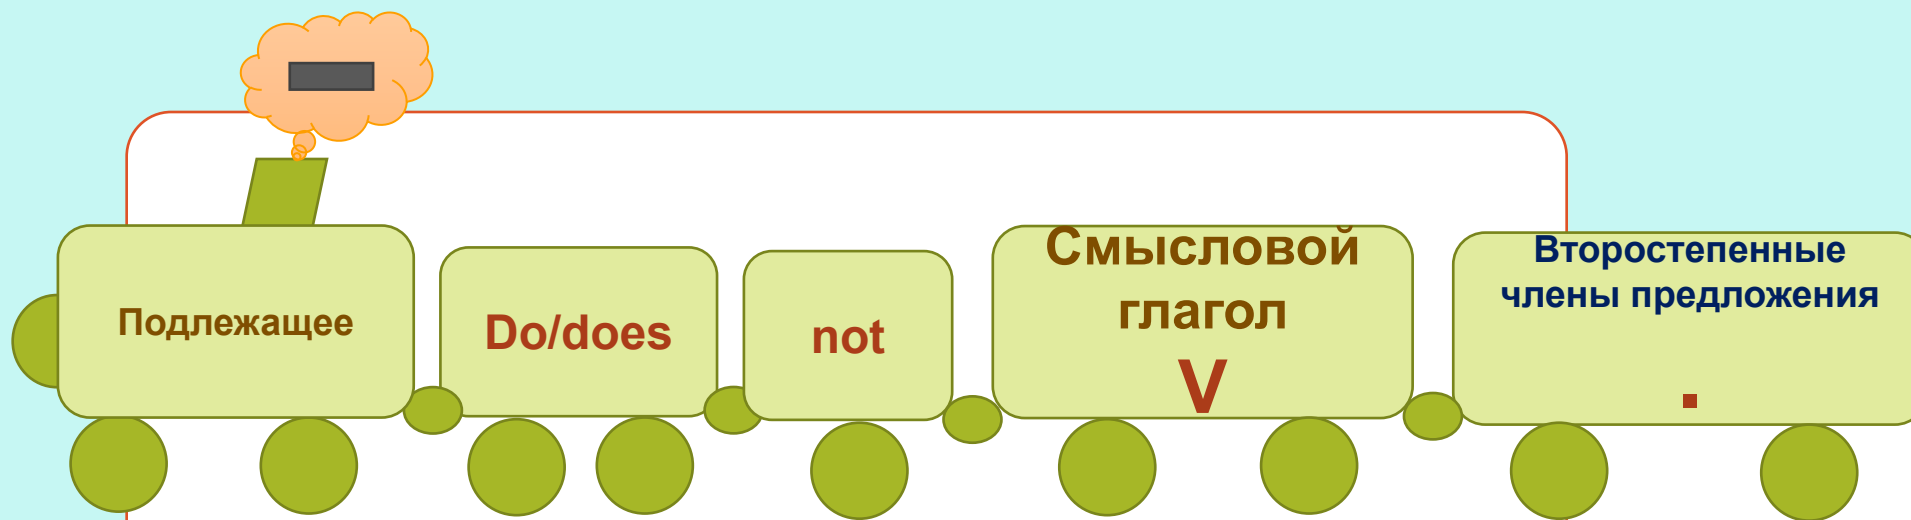 Подлежащее
Do/does
not
Смысловой
глагол
V
Второстепенные
члены предложения
.